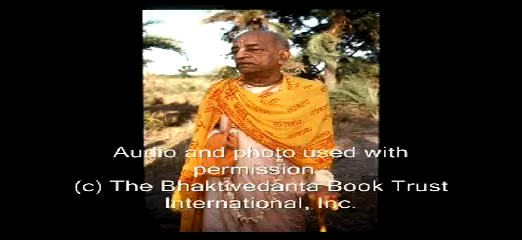 Audio and photo used with
permission
(c) The Bhaktivedanta Book Trust
International, Inc.